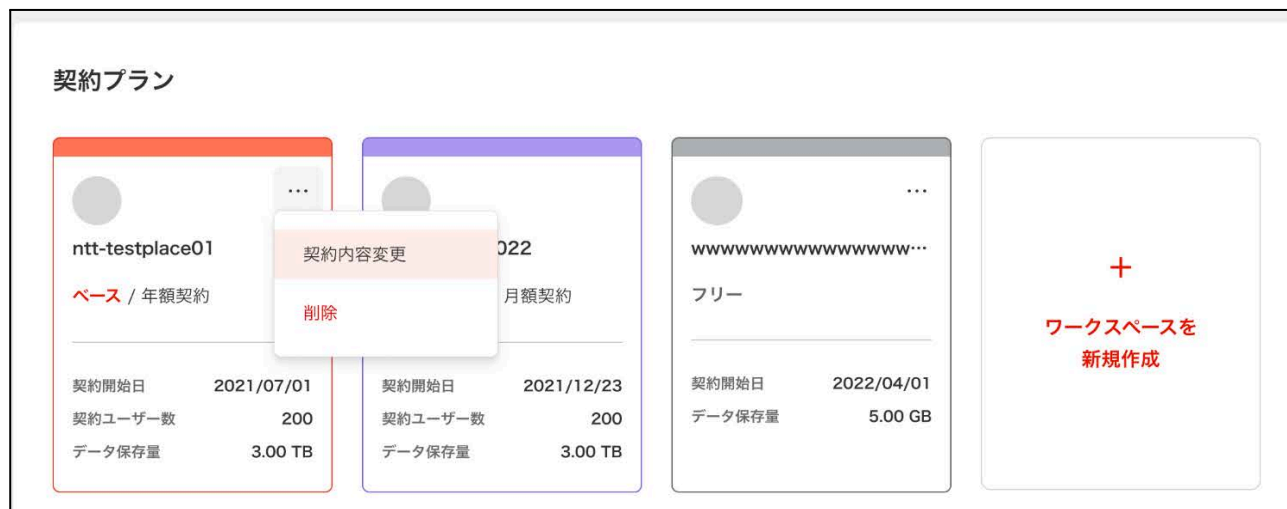 契約プラン
…
ntt-testplace01
ベース / 年額契約
契約開始日 2021/07/01
契約ユーザー数 200
データ保存量 3.00 TB
契約内容変更
削除
022
月額契約
契約開始日 2021/12/23
契約ユーザー数 200
データ保存量 3.00 TB
…
wwwwwwwwwwwwwwww…
フリー
契約開始日 2022/04/01
データ保存量 5.00 GB
+
ワークスペースを
新規作成